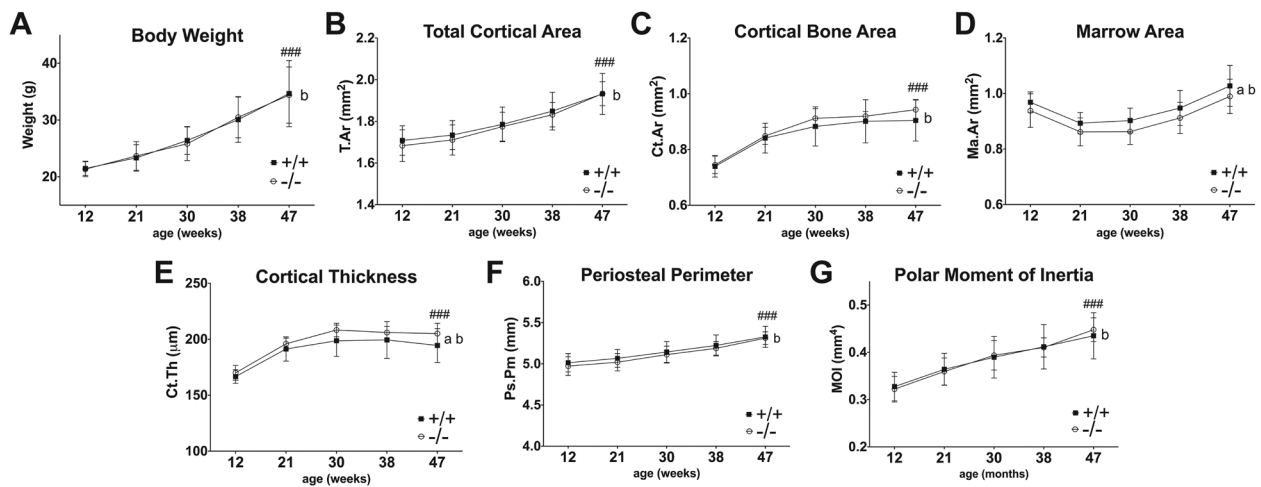 A
Body Weight
Weight (g)
40
30
20
###
b
+/+
-/-
12 21 30 38 47
age (weeks)
B
Total Cortical Area
T.Ar (mm²)
2.2
2.0
1.8
1.6
1.4
###
b
+/+
-/-
12 21 30 38 47
age (weeks)
C
Cortical Bone Area
Ct.Ar (mm²)
1.2
1.0
0.8
0.6
###
b
+/+
-/-
12 21 30 38 47
age (weeks)
D
Marrow Area
Ma.Ar (mm²)
1.2
1.0
0.8
0.6
a b
+/+
-/-
12 21 30 38 47
age (weeks)
E
Cortical Thickness
Ct.Th (μm)
250
200
150
100
###
a b
+/+
-/-
12 21 30 38 47
age (weeks)
F
Periosteal Perimeter
Ps.Pm (mm)
6.0
5.5
5.0
4.5
4.0
###
b
+/+
-/-
12 21 30 38 47
age (weeks)
G
Polar Moment of Inertia
MOI (mm⁴)
0.5
0.4
0.3
0.2
###
b
+/+
-/-
12 21 30 38 47
age (months)